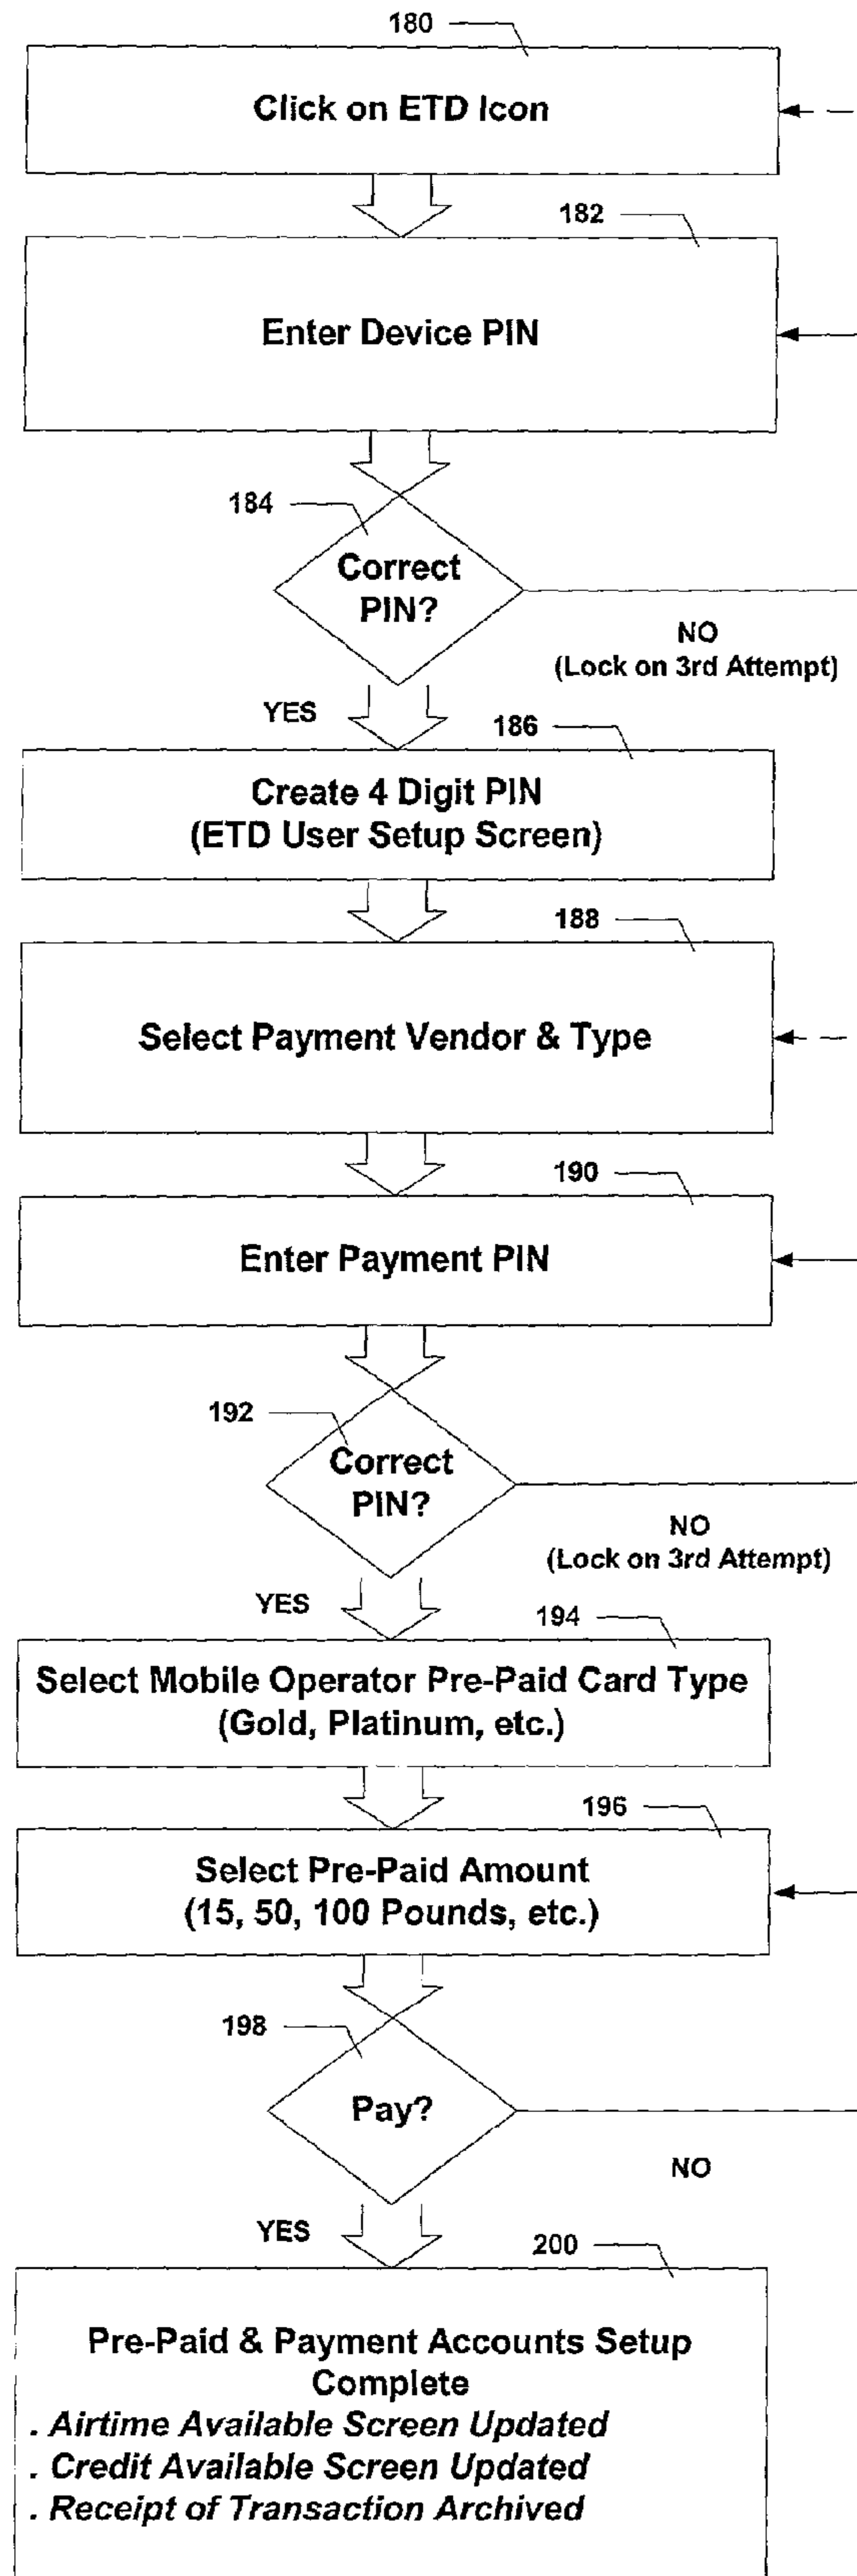 180
Click on ETD Icon
182
Enter Device PIN
184
Correct
PIN?
NO
(Lock on 3rd Attempt)
YES
186
Create 4 Digit PIN
(ETD User Setup Screen)
188
Select Payment Vendor & Type
190
Enter Payment PIN
192
Correct
PIN?
NO
(Lock on 3rd Attempt)
YES
194
Select Mobile Operator Pre-Paid Card Type
(Gold, Platinum, etc.)
196
Select Pre-Paid Amount
(15, 50, 100 Pounds, etc.)
198
Pay?
NO
YES
200
Pre-Paid & Payment Accounts Setup
Complete
. Airtime Available Screen Updated
. Credit Available Screen Updated
. Receipt of Transaction Archived